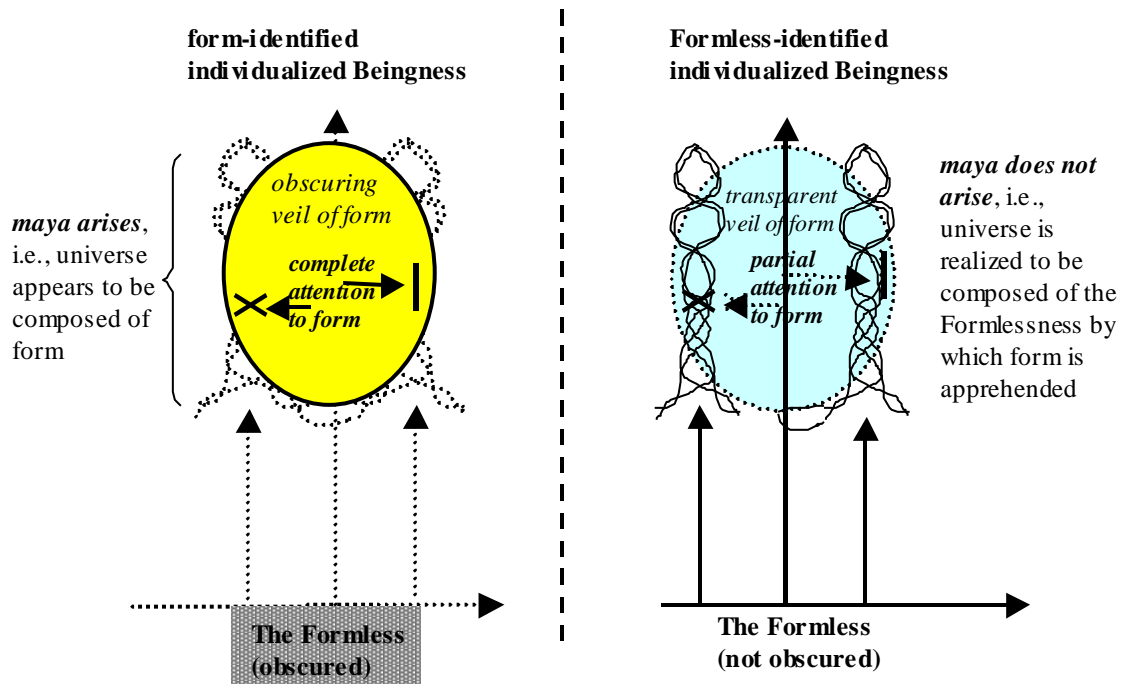 form-identified
individualized Beingness
maya arises,
i.e., universe
appears to be
composed of
form
obscuring
veil of form
complete
attention
to form
The Formless
(obscured)
Formless-identified
individualized Beingness
transparent
veil of form
partial
attention
to form
maya does not
arise, i.e.,
universe is
realized to be
composed of the
Formlessness by
which form is
apprehended
The Formless
(not obscured)